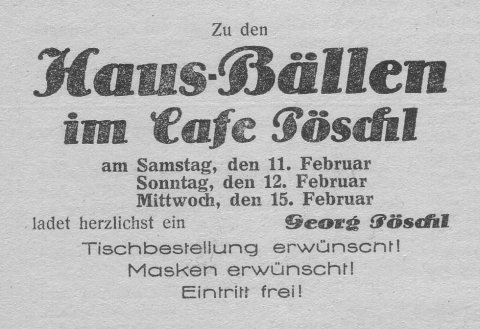 Zu den
Haus-Bällen
im Cafe Pöschl
am Samstag, den 11. Februar
Sonntag, den 12. Februar
Mittwoch, den 15. Februar
ladet herzlichst ein Georg Pöschl
Tischbestellung erwünscht!
Masken erwünscht!
Eintritt frei!